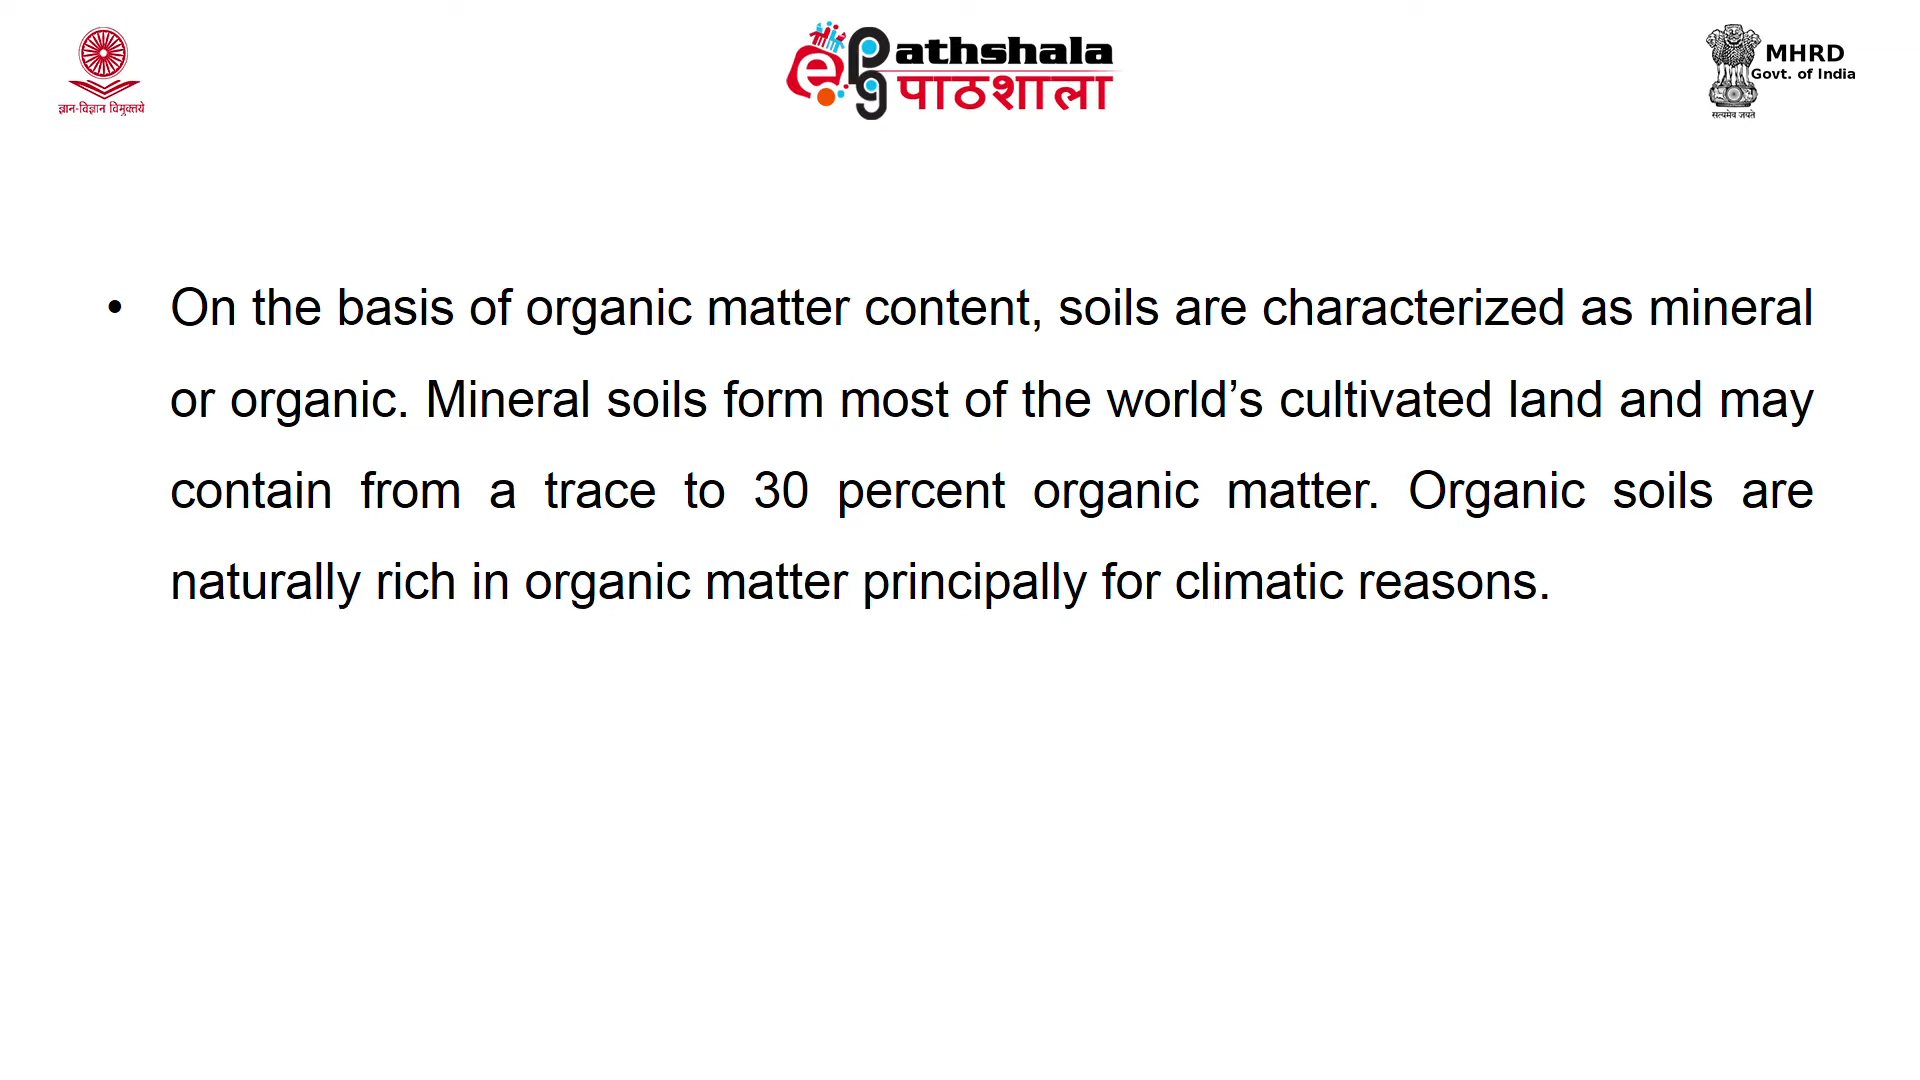 ज्ञान-विज्ञान विमुक्तये
athshala
पाठशाला
MHRD
Govt. of India
सत्यमेव जयते
• On the basis of organic matter content, soils are characterized as mineral
or organic. Mineral soils form most of the world’s cultivated land and may
contain from a trace to 30 percent organic matter. Organic soils are
naturally rich in organic matter principally for climatic reasons.